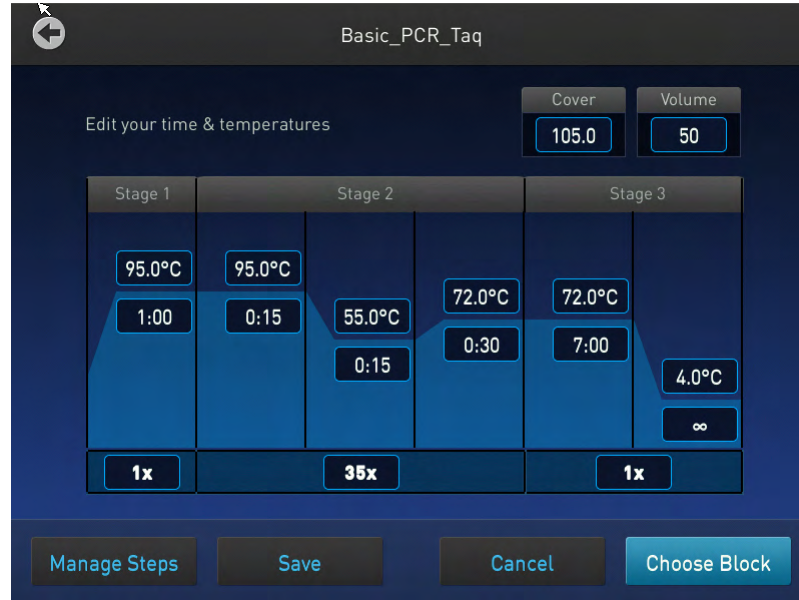 Basic_PCR_Taq
Cover Volume
Edit your time & temperatures
105.0 50
Stage 1 Stage 2 Stage 3
95.0°C 95.0°C 55.0°C 72.0°C 72.0°C 4.0°C
1:00 0:15 0:15 0:30 7:00 ∞
1x 35x 1x
Manage Steps Save Cancel Choose Block